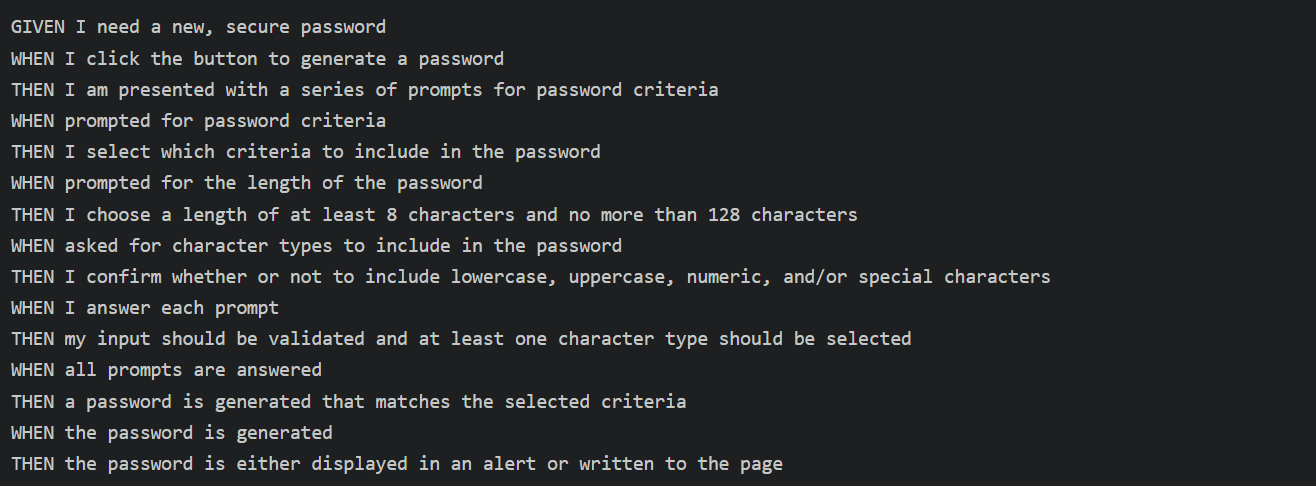 GIVEN I need a new, secure password
WHEN I click the button to generate a password
THEN I am presented with a series of prompts for password criteria
WHEN prompted for password criteria
THEN I select which criteria to include in the password
WHEN prompted for the length of the password
THEN I choose a length of at least 8 characters and no more than 128 characters
WHEN asked for character types to include in the password
THEN I confirm whether or not to include lowercase, uppercase, numeric, and/or special characters
WHEN I answer each prompt
THEN my input should be validated and at least one character type should be selected
WHEN all prompts are answered
THEN a password is generated that matches the selected criteria
WHEN the password is generated
THEN the password is either displayed in an alert or written to the page